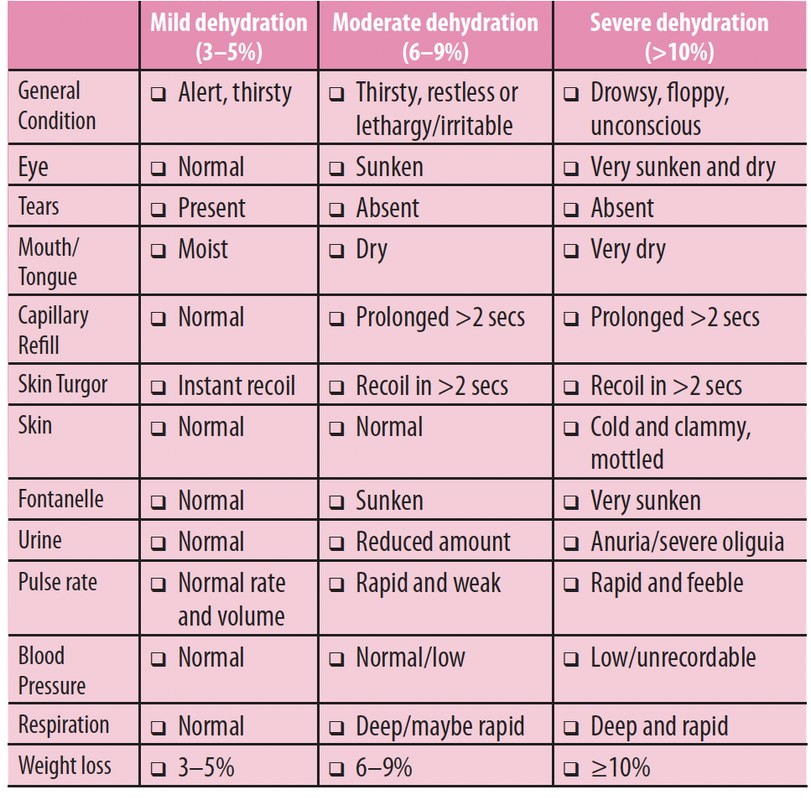 Mild dehydration (3–5%)
Moderate dehydration (6–9%)
Severe dehydration (>10%)
General Condition
❑ Alert, thirsty
❑ Thirsty, restless or lethargy/irritable
❑ Drowsy, floppy, unconscious
Eye
❑ Normal
❑ Sunken
❑ Very sunken and dry
Tears
❑ Present
❑ Absent
❑ Absent
Mouth/ Tongue
❑ Moist
❑ Dry
❑ Very dry
Capillary Refill
❑ Normal
❑ Prolonged >2 secs
❑ Prolonged >2 secs
Skin Turgor
❑ Instant recoil
❑ Recoil in >2 secs
❑ Recoil in >2 secs
Skin
❑ Normal
❑ Normal
❑ Cold and clammy, mottled
Fontanelle
❑ Normal
❑ Sunken
❑ Very sunken
Urine
❑ Normal
❑ Reduced amount
❑ Anuria/severe oliguia
Pulse rate
❑ Normal rate and volume
❑ Rapid and weak
❑ Rapid and feeble
Blood Pressure
❑ Normal
❑ Normal/low
❑ Low/unrecordable
Respiration
❑ Normal
❑ Deep/maybe rapid
❑ Deep and rapid
Weight loss
❑ 3–5%
❑ 6–9%
❑ ≥10%